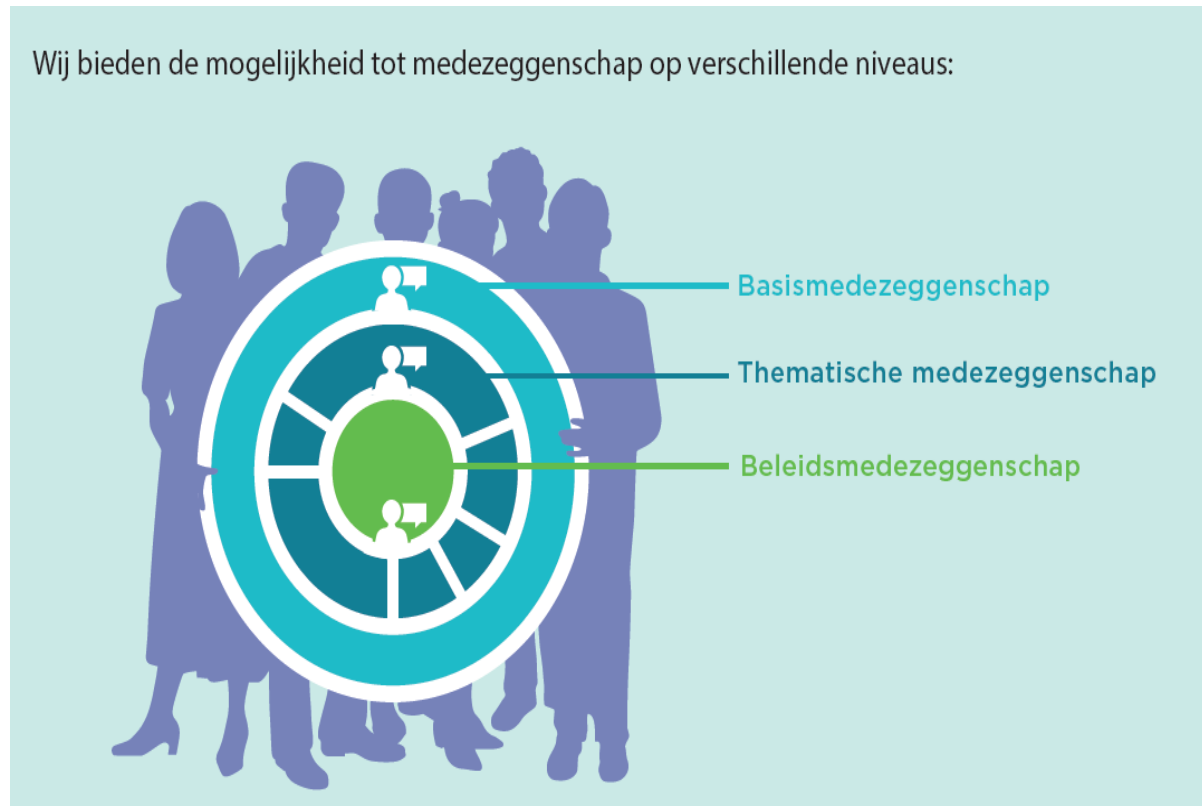 Wij bieden de mogelijkheid tot medezeggenschap op verschillende niveaus:
Basismedezeggenschap
Thematische medezeggenschap
Beleidsmedezeggenschap